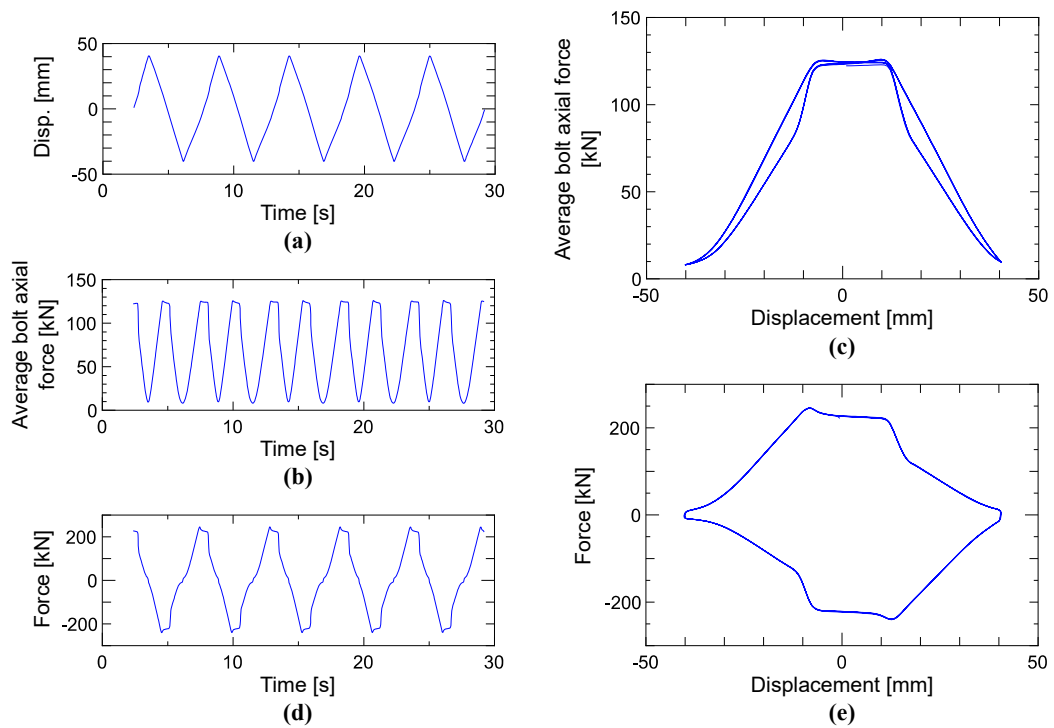 50
0
-50
Disp. [mm]
0 10 20 30
Time [s]
(a)
150
100
50
0
Average bolt axial
force [kN]
0 10 20 30
Time [s]
(b)
200
0
-200
Force [kN]
0 10 20 30
Time [s]
(d)
150
100
50
0
Average bolt axial force
[kN]
-50 0 50
Displacement [mm]
(c)
200
0
-200
Force [kN]
-50 0 50
Displacement [mm]
(e)